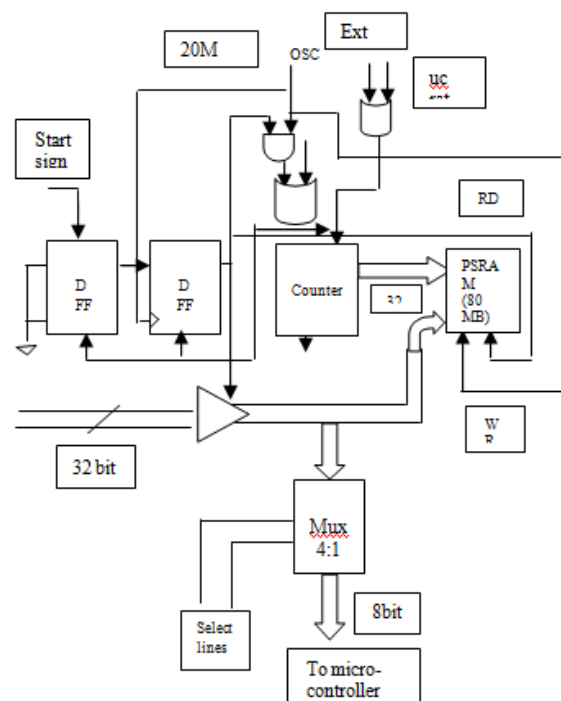 20M
OSC
Ext
uc
rst
Start
sign
RD
D
FF
D
FF
Counter
32
PSRA
M
(80
MB)
W
R
32 bit
Mux
4:1
Select
lines
8bit
To micro-
controller